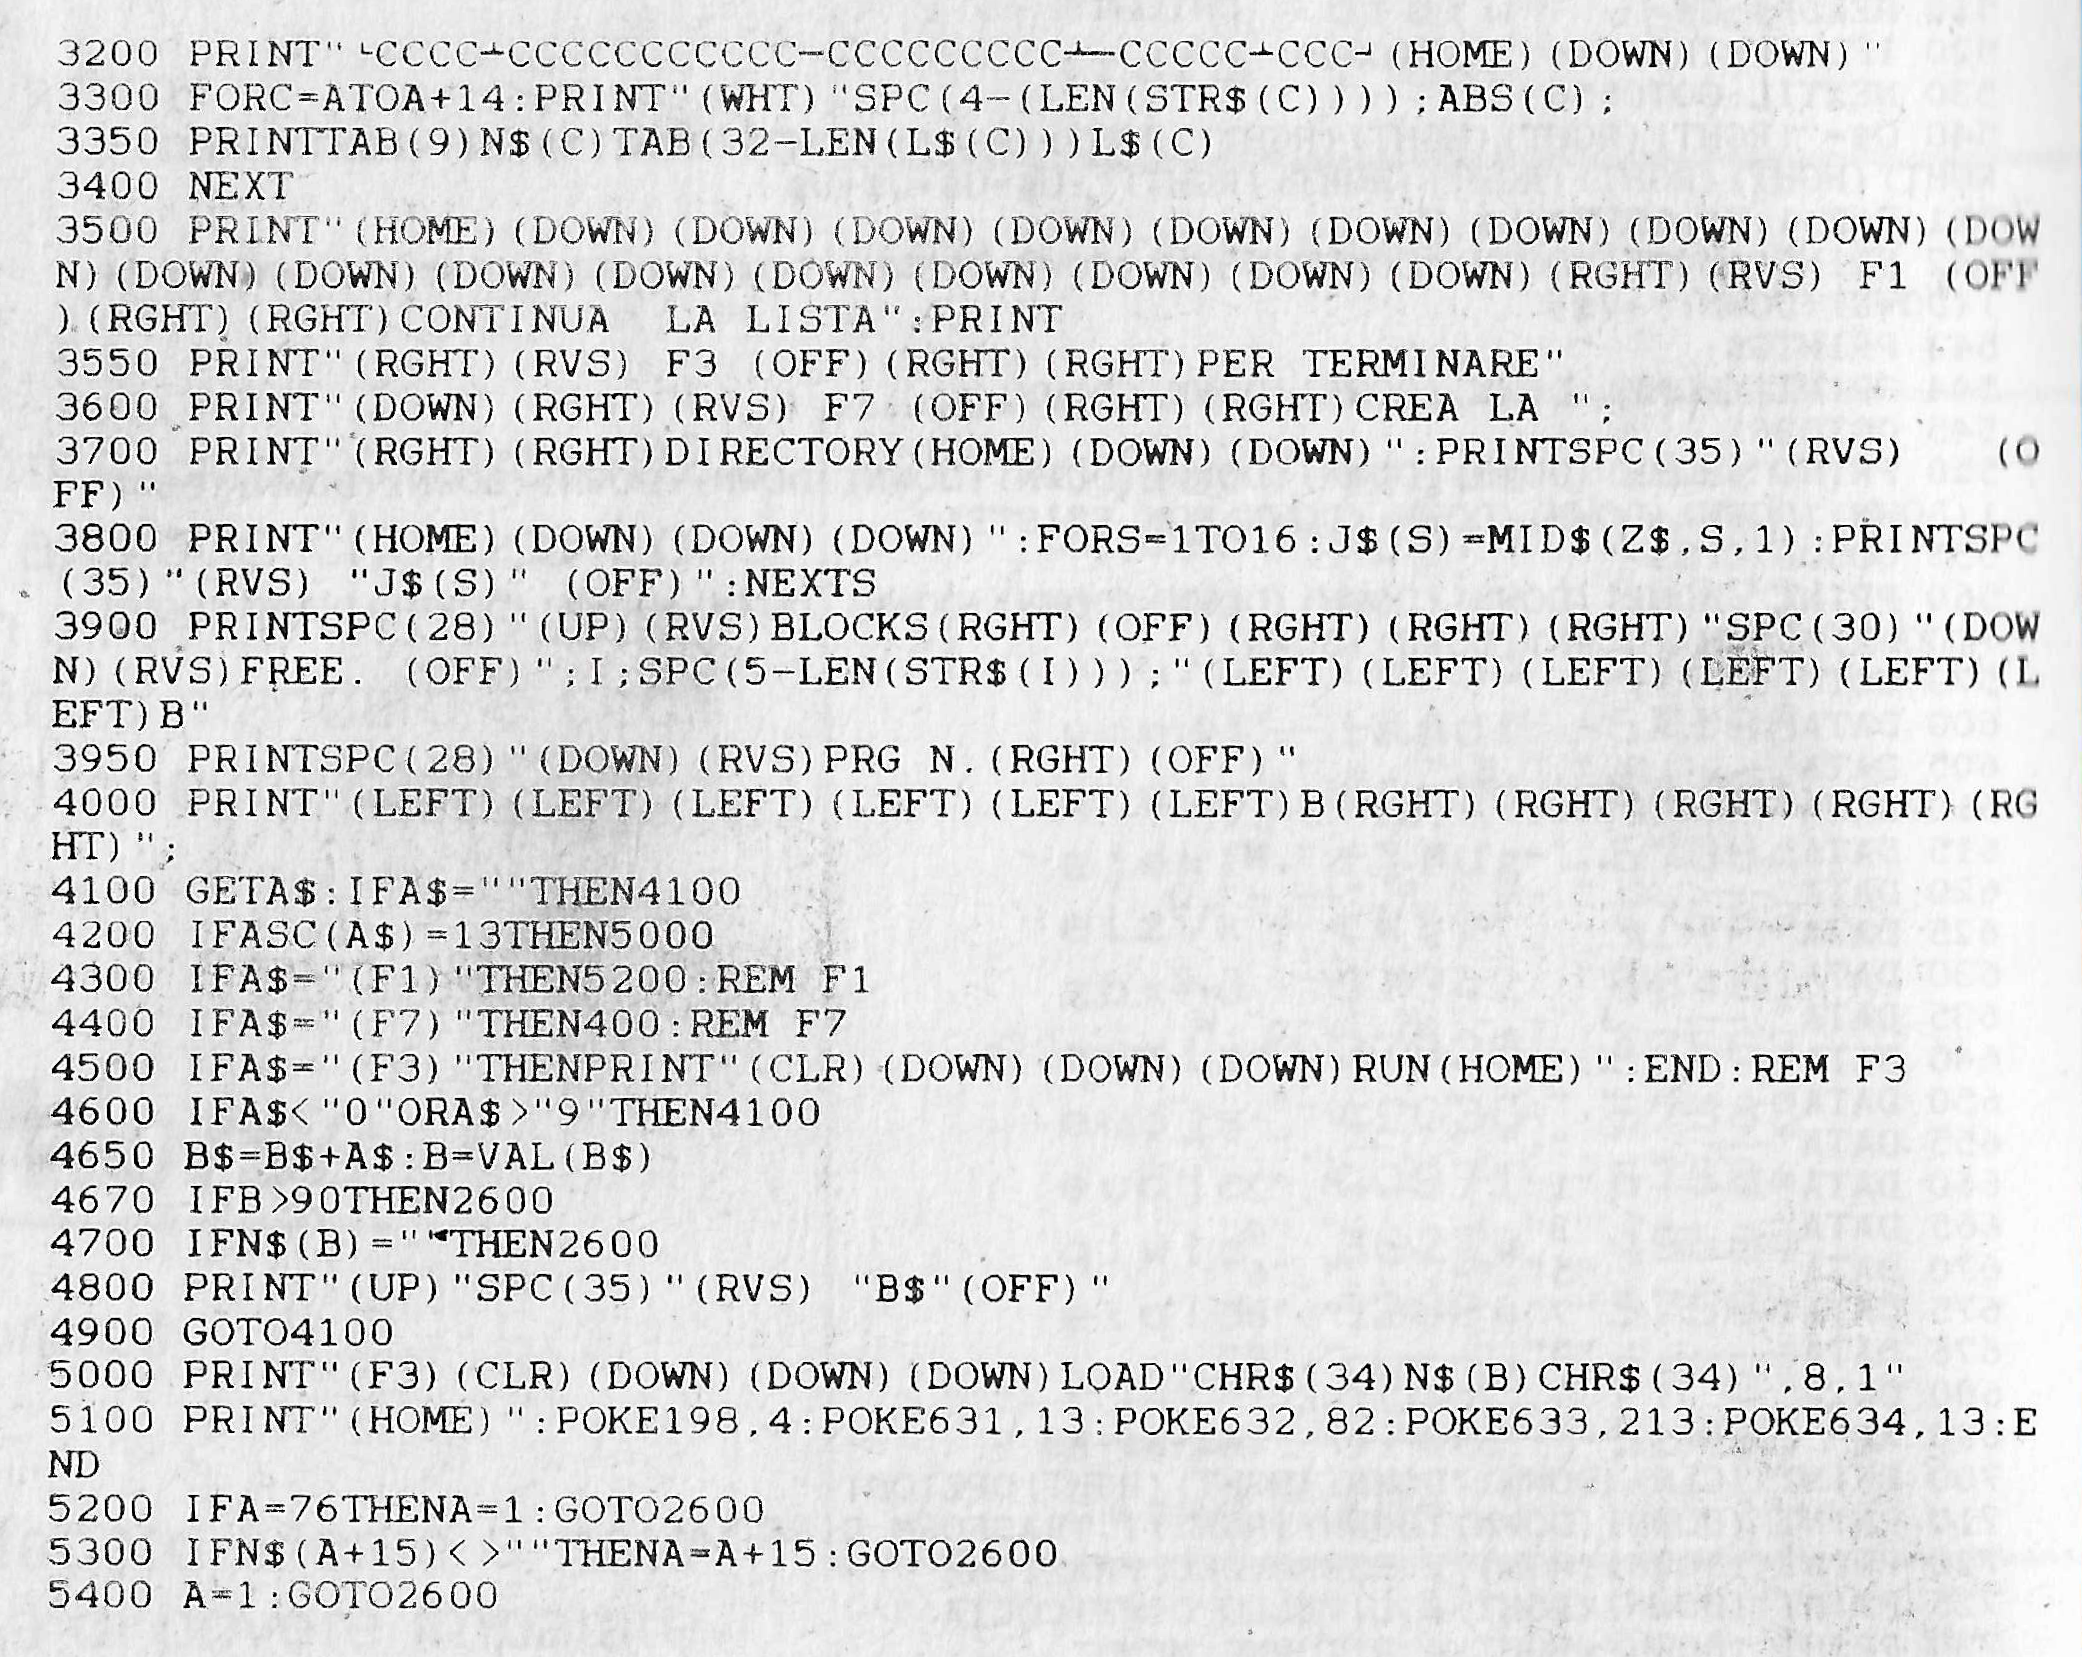 3200 PRINT" └CCCC┴CCCCCCCCCCC─CCCCCCCCC┴─CCCCC┴CCC┘(HOME)(DOWN)(DOWN)"
3300 FORC=ATOA+14:PRINT"(WHT)"SPC(4-(LEN(STR$(C))));ABS(C);
3350 PRINTTAB(9)N$(C)TAB(32-LEN(L$(C)))L$(C)
3400 NEXT
3500 PRINT"(HOME)(DOWN)(DOWN)(DOWN)(DOWN)(DOWN)(DOWN)(DOWN)(DOWN)(DOWN)(DOW
N)(DOWN)(DOWN)(DOWN)(DOWN)(DOWN)(DOWN)(DOWN)(DOWN)(DOWN)(RGHT)(RVS) F1 (OFF
)(RGHT)(RGHT)CONTINUA  LA LISTA":PRINT
3550 PRINT"(RGHT)(RVS) F3 (OFF)(RGHT)(RGHT)PER TERMINARE"
3600 PRINT"(DOWN)(RGHT)(RVS) F7 (OFF)(RGHT)(RGHT)CREA LA ";
3700 PRINT"(RGHT)(RGHT)DIRECTORY(HOME)(DOWN)(DOWN)":PRINTSPC(35)"(RVS)   (O
FF)"
3800 PRINT"(HOME)(DOWN)(DOWN)(DOWN)":FORS=1TO16:J$(S)=MID$(Z$,S,1):PRINTSPC
(35)"(RVS) "J$(S)" (OFF)":NEXTS
3900 PRINTSPC(28)"(UP)(RVS)BLOCKS(RGHT)(OFF)(RGHT)(RGHT)(RGHT)"SPC(30)"(DOW
N)(RVS)FREE. (OFF)";I;SPC(5-LEN(STR$(I)));"(LEFT)(LEFT)(LEFT)(LEFT)(LEFT)(L
EFT)B"
3950 PRINTSPC(28)"(DOWN)(RVS)PRG N.(RGHT)(OFF)"
4000 PRINT"(LEFT)(LEFT)(LEFT)(LEFT)(LEFT)(LEFT)B(RGHT)(RGHT)(RGHT)(RGHT)(RG
HT)";
4100 GETA$:IFA$=""THEN4100
4200 IFASC(A$)=13THEN5000
4300 IFA$="(F1)"THEN5200:REM F1
4400 IFA$="(F7)"THEN400:REM F7
4500 IFA$="(F3)"THENPRINT"(CLR)(DOWN)(DOWN)(DOWN)RUN(HOME)":END:REM F3
4600 IFA$<"0"ORA$>"9"THEN4100
4650 B$=B$+A$:B=VAL(B$)
4670 IFB>90THEN2600
4700 IFN$(B)=""THEN2600
4800 PRINT"(UP)"SPC(35)"(RVS) "B$"(OFF)"
4900 GOTO4100
5000 PRINT"(F3)(CLR)(DOWN)(DOWN)(DOWN)LOAD"CHR$(34)N$(B)CHR$(34)",8,1"
5100 PRINT"(HOME)":POKE198,4:POKE631,13:POKE632,82:POKE633,213:POKE634,13:E
ND
5200 IFA=76THENA=1:GOTO2600
5300 IFN$(A+15)<>""THENA=A+15:GOTO2600
5400 A=1:GOTO2600